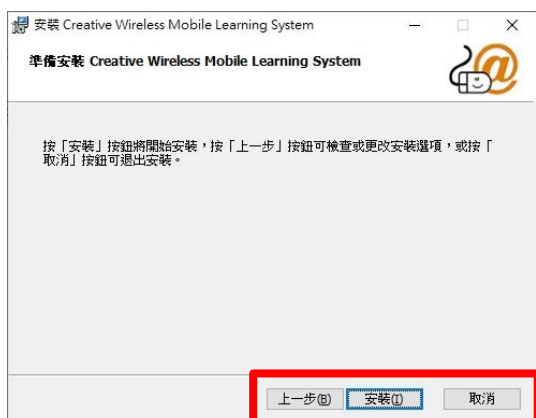 安裝 Creative Wireless Mobile Learning System
準備安裝 Creative Wireless Mobile Learning System
按「安裝」按鈕將開始安裝，按「上一步」按鈕可檢查或更改安裝選項，或按「
取消」按鈕可退出安裝。
上一步(B) 安裝(I) 取消